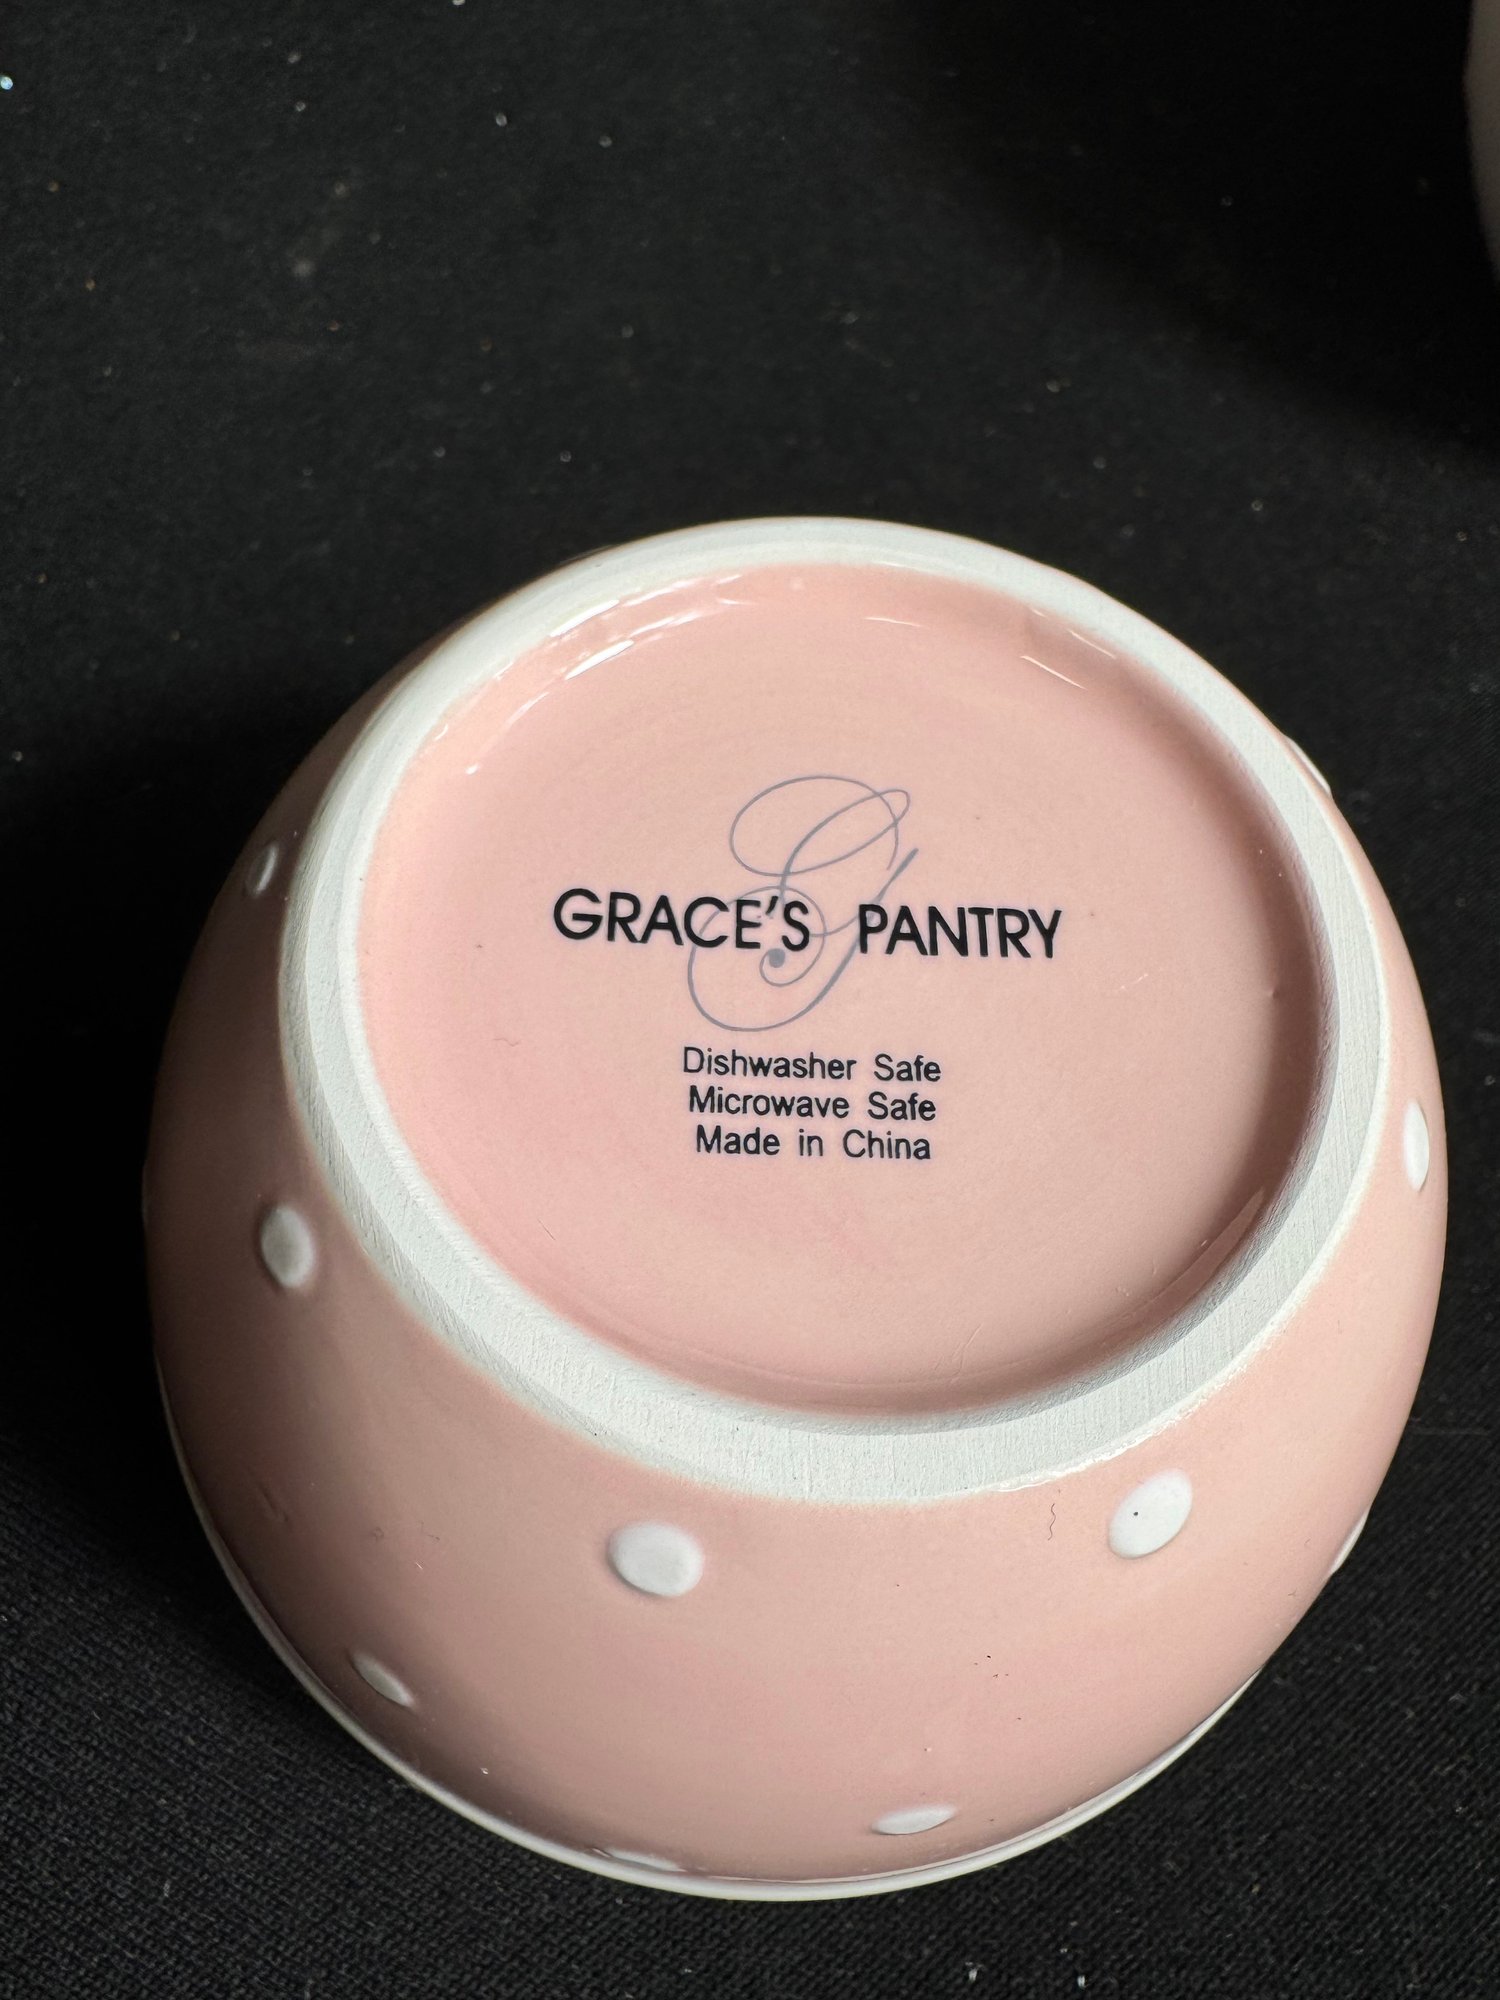 G
GRACE'S PANTRY
Dishwasher Safe
Microwave Safe
Made in China